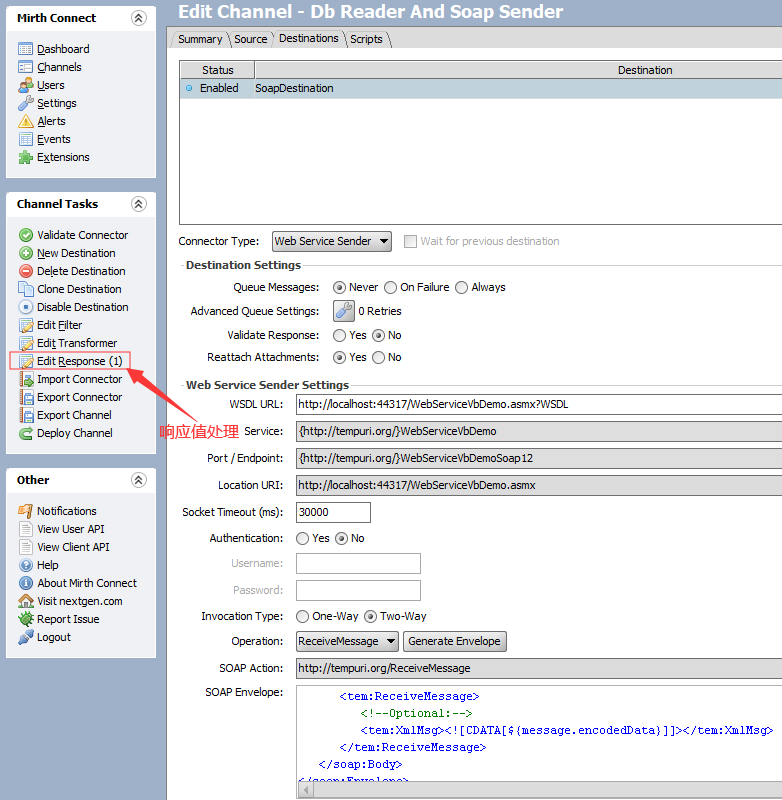 Mirth Connect
Dashboard
Channels
Users
Settings
Alerts
Events
Extensions
Channel Tasks
Validate Connector
New Destination
Delete Destination
Clone Destination
Disable Destination
Edit Filter
Edit Transformer
Edit Response (1)
Import Connector
Export Connector
Export Channel
Deploy Channel
响应值处理
Other
Notifications
View User API
View Client API
Help
About Mirth Connect
Visit nextgen.com
Report Issue
Logout
Edit Channel - Db Reader And Soap Sender
Summary Source Destinations Scripts
Status Destination
Enabled SoapDestination
Connector Type: Web Service Sender Wait for previous destination
Destination Settings
Queue Messages: Never On Failure Always
Advanced Queue Settings: 0 Retries
Validate Response: Yes No
Reattach Attachments: Yes No
Web Service Sender Settings
WSDL URL: http://localhost:44317/WebServiceVbDemo.asmx?WSDL
Service: {http://tempuri.org/}WebServiceVbDemo
Port / Endpoint: {http://tempuri.org/}WebServiceVbDemoSoap12
Location URI: http://localhost:44317/WebServiceVbDemo.asmx
Socket Timeout (ms): 30000
Authentication: Yes No
Username:
Password:
Invocation Type: One-Way Two-Way
Operation: ReceiveMessage Generate Envelope
SOAP Action: http://tempuri.org/ReceiveMessage
SOAP Envelope: <tem:ReceiveMessage>
<!--Optional:-->
<tem:XmlMsg><![CDATA[${message.encodedData}]]></tem:XmlMsg>
</tem:ReceiveMessage>
</soap:Body>
</soap:Envelope>